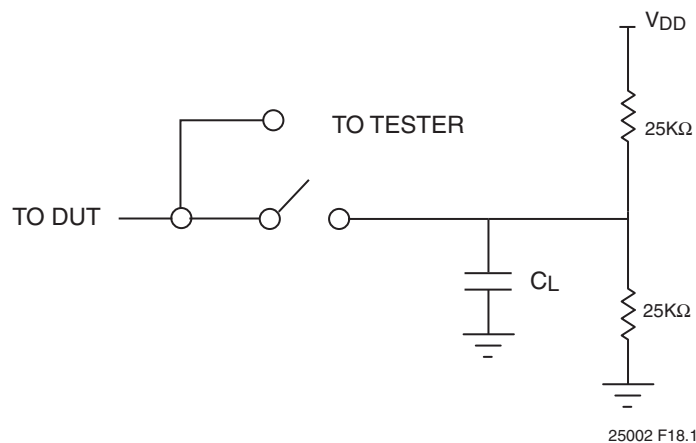 VDD
25KΩ
TO TESTER
TO DUT
CL
25KΩ
25002 F18.1